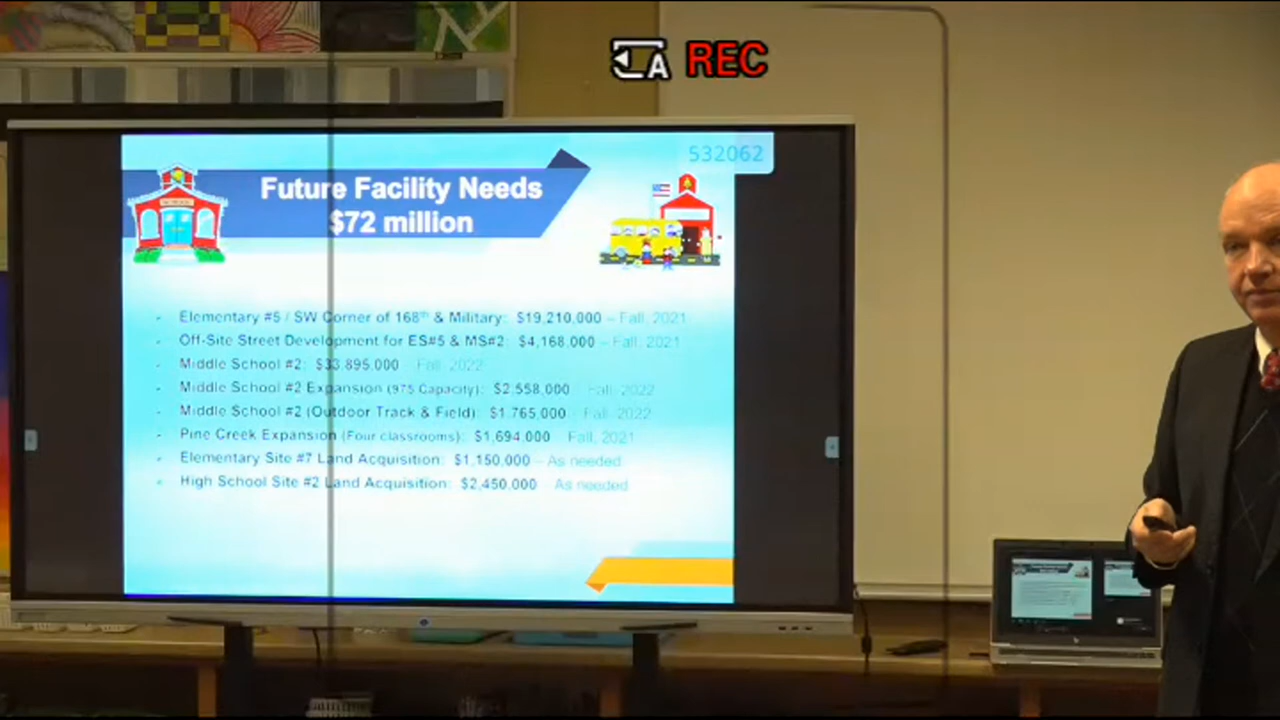 A REC
532062
Future Facility Needs
$72 million
Elementary #5 / SW Corner of 168th & Military: $19,210,000 – Fall, 2021
Off-Site Street Development for ES#5 & MS#2: $4,168,000 – Fall, 2021
Middle School #2: $33,895,000 – Fall, 2022
Middle School #2 Expansion (975 Capacity): $2,558,000 – Fall, 2022
Middle School #2 (Outdoor Track & Field): $1,765,000 – Fall, 2022
Pine Creek Expansion (Four classrooms): $1,694,000 – Fall, 2021
Elementary Site #7 Land Acquisition: $1,150,000 – As needed
High School Site #2 Land Acquisition: $2,450,000 – As needed